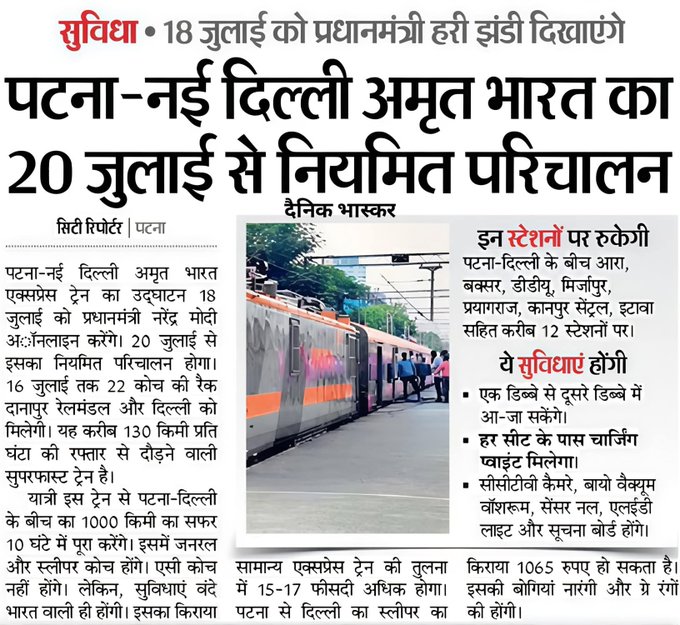 सुविधा • 18 जुलाई को प्रधानमंत्री हरी झंडी दिखाएंगे
पटना-नई दिल्ली अमृत भारत का
20 जुलाई से नियमित परिचालन
दैनिक भास्कर
सिटी रिपोर्टर | पटना
पटना-नई दिल्ली अमृत भारत
एक्सप्रेस ट्रेन का उद्घाटन 18
जुलाई को प्रधानमंत्री नरेंद्र मोदी
अॉनलाइन करेंगे। 20 जुलाई से
इसका नियमित परिचालन होगा।
16 जुलाई तक 22 कोच की रैक
दानापुर रेलमंडल और दिल्ली को
मिलेगी। यह करीब 130 किमी प्रति
घंटा की रफ्तार से दौड़ने वाली
सुपरफास्ट ट्रेन है।
यात्री इस ट्रेन से पटना-दिल्ली
के बीच का 1000 किमी का सफर
10 घंटे में पूरा करेंगे। इसमें जनरल
और स्लीपर कोच होंगे। एसी कोच
नहीं होंगे। लेकिन, सुविधाएं वंदे
भारत वाली ही होंगी। इसका किराया
सामान्य एक्सप्रेस ट्रेन की तुलना
में 15-17 फीसदी अधिक होगा।
पटना से दिल्ली का स्लीपर का
किराया 1065 रुपए हो सकता है।
इसकी बोगियां नारंगी और ग्रे रंगों
की होंगी।
इन स्टेशनों पर रुकेगी
पटना-दिल्ली के बीच आरा,
बक्सर, डीडीयू, मिर्जापुर,
प्रयागराज, कानपुर सेंट्रल, इटावा
सहित करीब 12 स्टेशनों पर।
ये सुविधाएं होंगी
▪ एक डिब्बे से दूसरे डिब्बे में
आ-जा सकेंगे।
▪ हर सीट के पास चार्जिंग
प्वाइंट मिलेगा।
▪ सीसीटीवी कैमरे, बायो वैक्यूम
वॉशरूम, सेंसर नल, एलईडी
लाइट और सूचना बोर्ड होंगे।